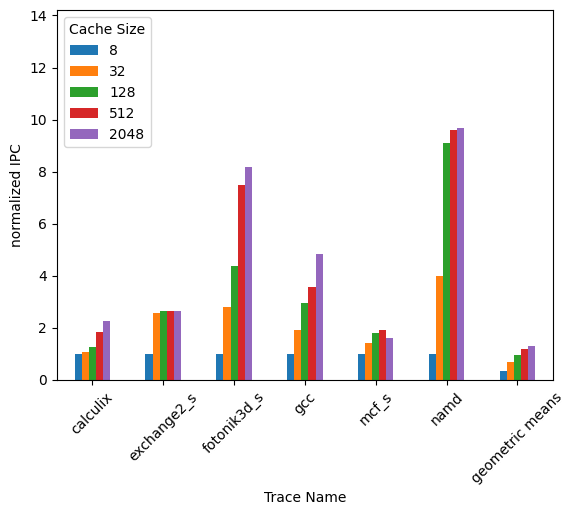 14
12
10
8
6
4
2
0
normalized IPC
Cache Size
8
32
128
512
2048
calculix
exchange2_s
fotonik3d_s
gcc
mcf_s
namd
geometric means
Trace Name